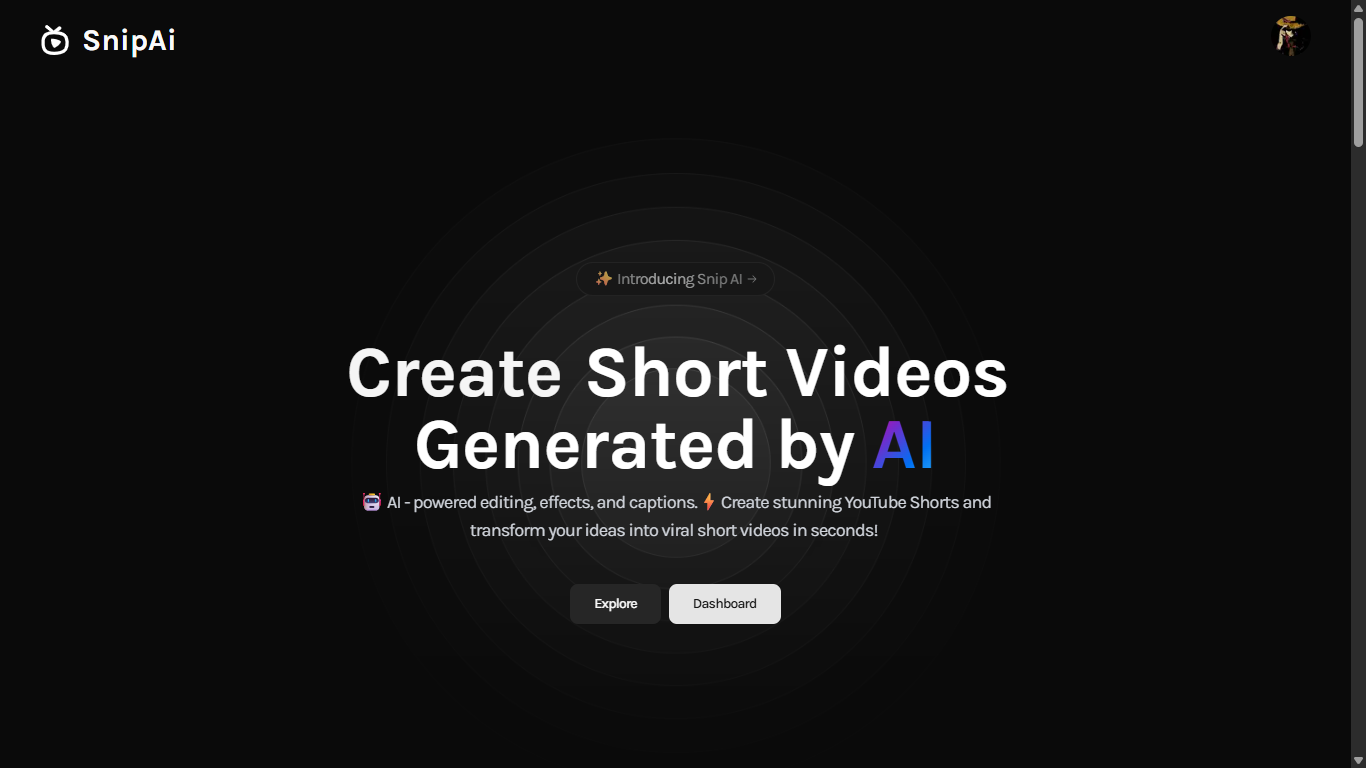 SnipAi
✨ Introducing Snip AI →
Create Short Videos
Generated by AI
🤖 AI - powered editing, effects, and captions. ⚡ Create stunning YouTube Shorts and
transform your ideas into viral short videos in seconds!
Explore
Dashboard